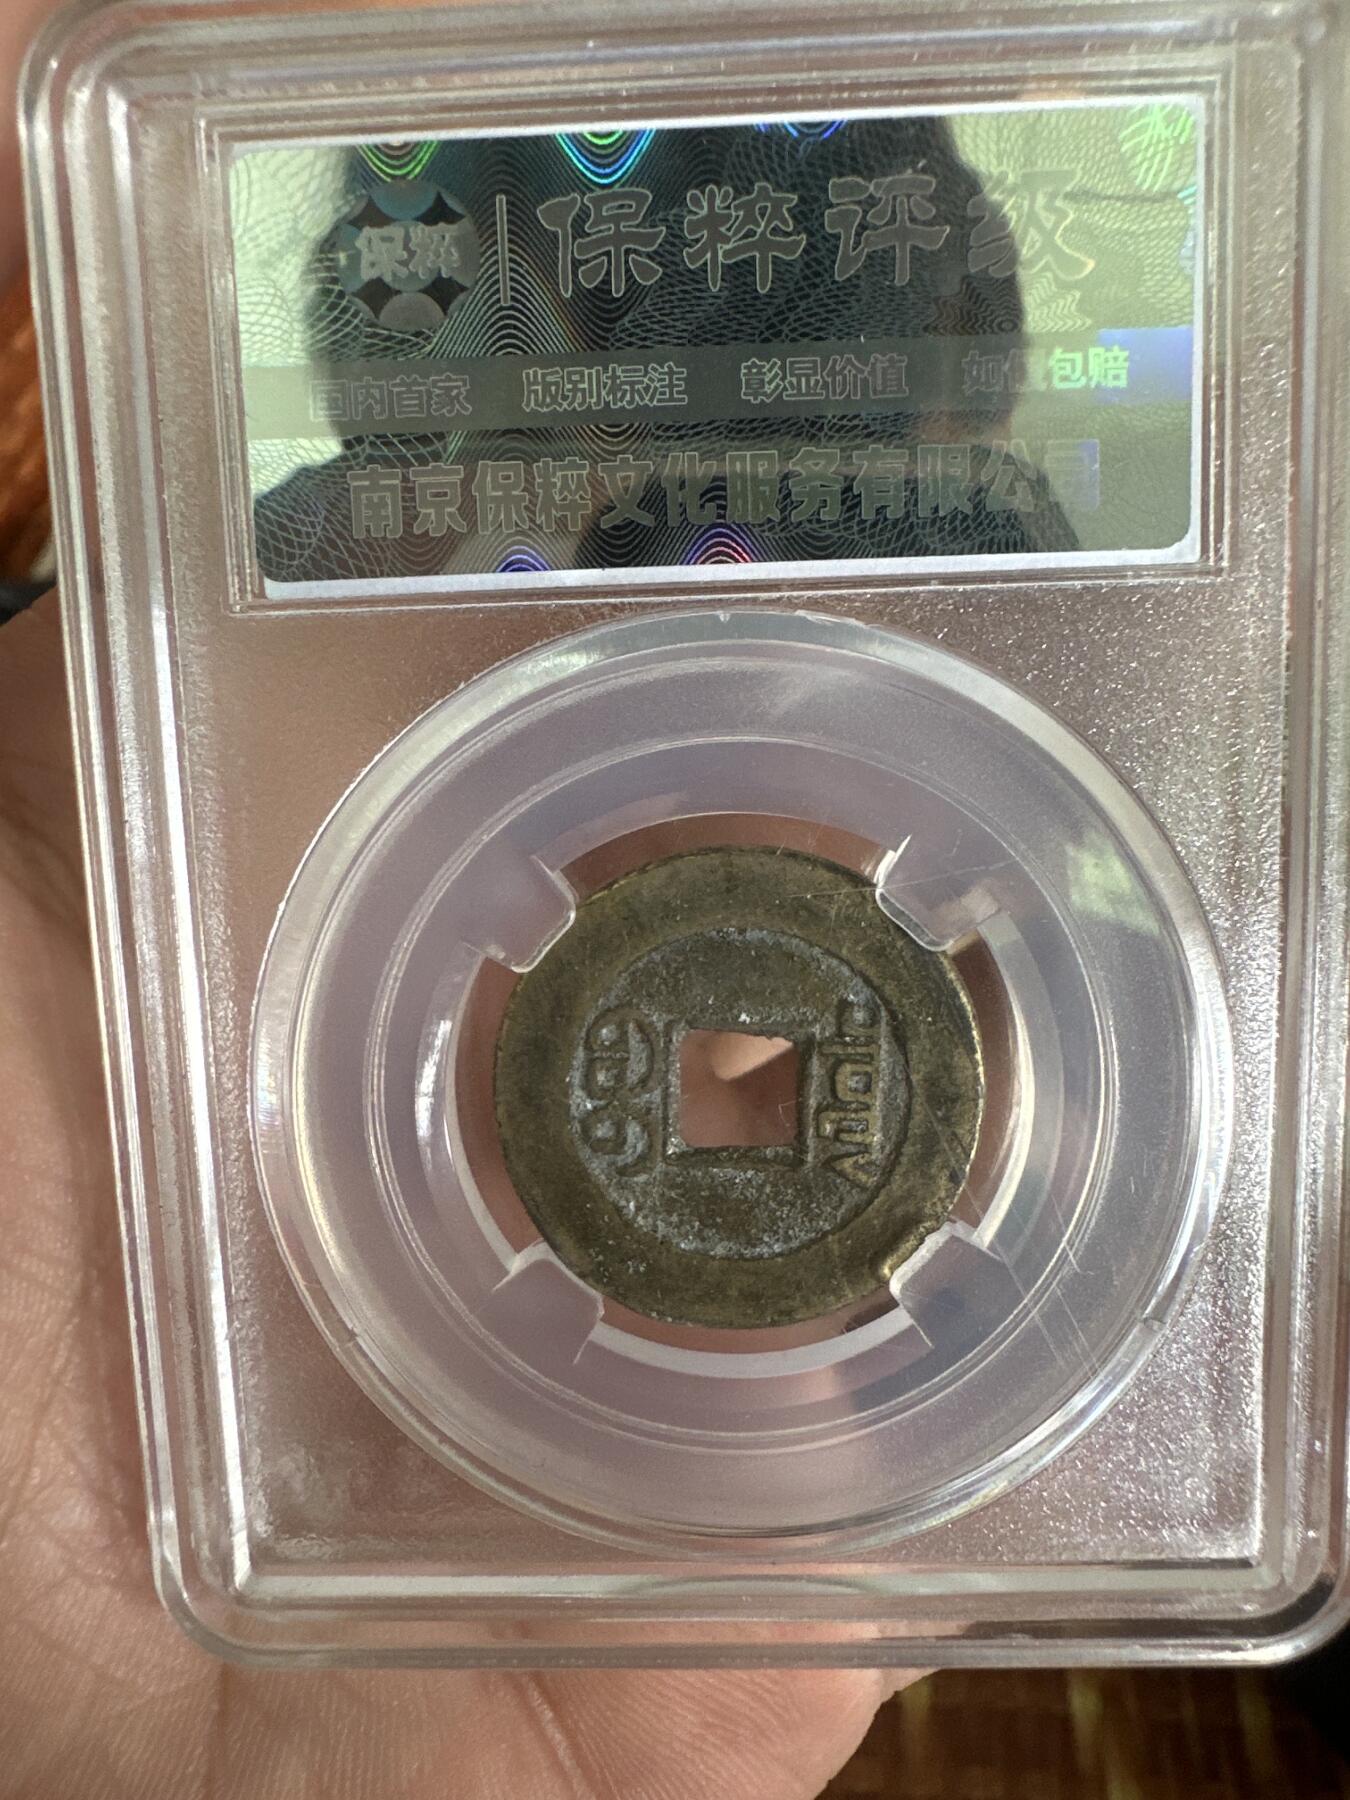 保粹 保粹评级
国内首家 版别标注 彰显价值 如假包赔
南京保粹文化服务有限公司